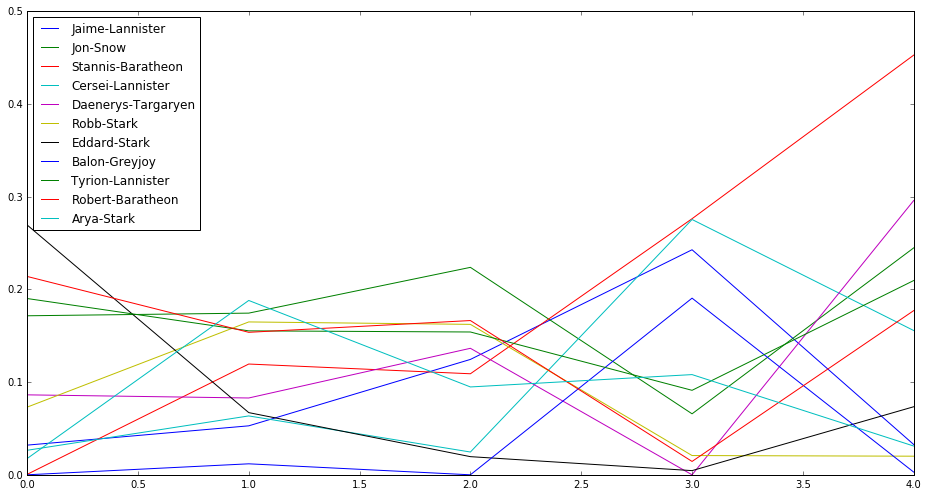 0.5
0.4
0.3
0.2
0.1
0.0
Jaime-Lannister
Jon-Snow
Stannis-Baratheon
Cersei-Lannister
Daenerys-Targaryen
Robb-Stark
Eddard-Stark
Balon-Greyjoy
Tyrion-Lannister
Robert-Baratheon
Arya-Stark
0.0 0.5 1.0 1.5 2.0 2.5 3.0 3.5 4.0